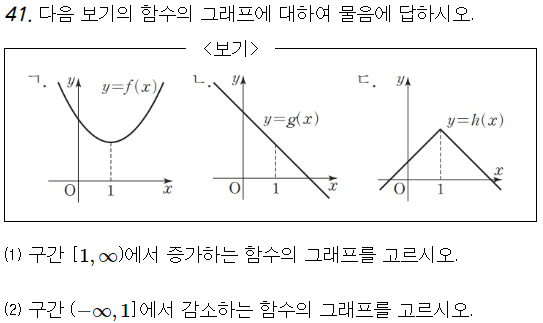 41. 다음 보기의 함수의 그래프에 대하여 물음에 답하시오.
<보기>
ㄱ. y y=f(x) O 1 x
ㄴ. y y=g(x) O 1 x
ㄷ. y y=h(x) O 1 x
(1) 구간 [1, ∞)에서 증가하는 함수의 그래프를 고르시오.
(2) 구간 (−∞, 1]에서 감소하는 함수의 그래프를 고르시오.